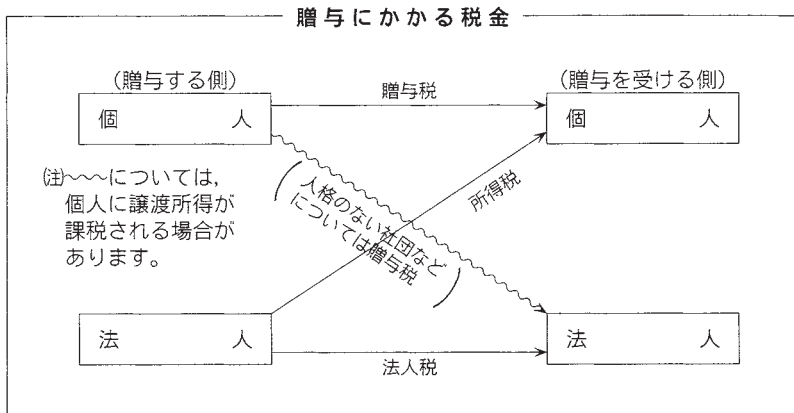 贈与にかかる税金
(贈与する側)
(贈与を受ける側)
個人
贈与税
個人
(注)〰〰については,
個人に譲渡所得が
課税される場合が
あります。
(人格のない社団など
については贈与税)
所得税
法人
法人税
法人